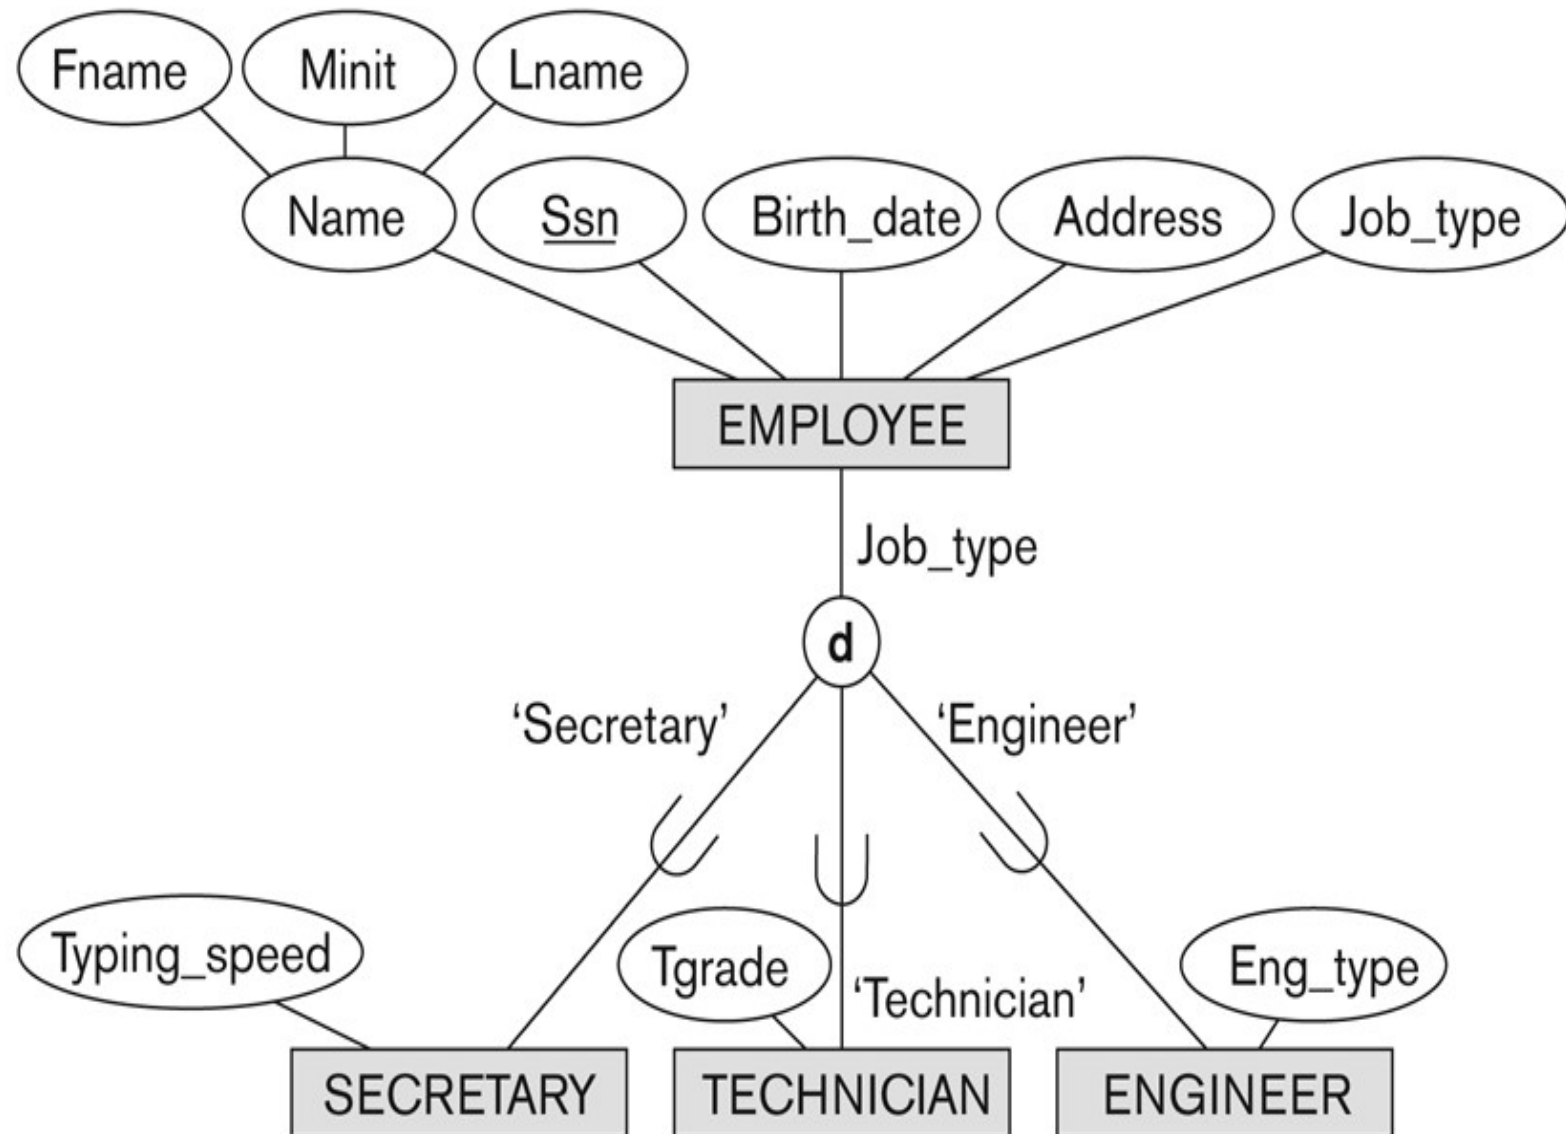 Fname Minit Lname
Name Ssn Birth_date Address Job_type
EMPLOYEE
Job_type
d
‘Secretary’ ‘Engineer’
Typing_speed Tgrade Eng_type
‘Technician’
SECRETARY TECHNICIAN ENGINEER